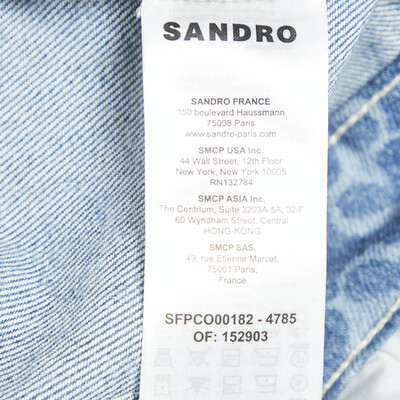 SANDRO
SANDRO FRANCE
150 boulevard Haussmann
75008 Paris
www.sandro-paris.com
SMCP USA Inc.
44 Wall Street, 12th Floor
New York, New York 10005
RN132784
SMCP ASIA Inc.
The Centrium, Suite 3203A-5A, 32/F
60 Wyndham Street, Central
HONG-KONG
SMCP SAS,
49, rue Etienne Marcel,
75001 Paris,
France
SFPCO00182 - 4785
OF: 152903